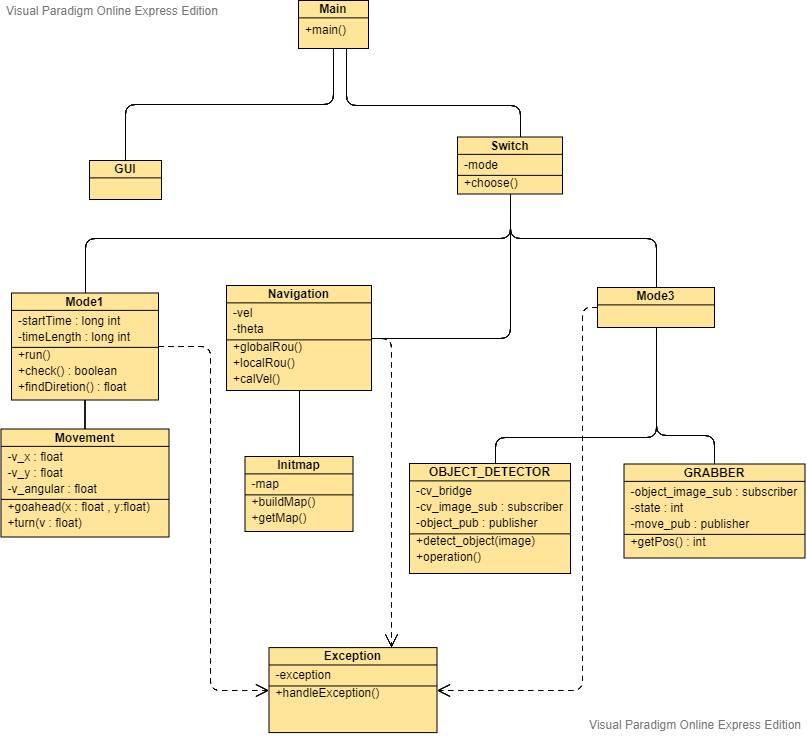 Visual Paradigm Online Express Edition
Main
+main()
GUI
Switch
-mode
+choose()
Mode1
-startTime : long int
-timeLength : long int
+run()
+check() : boolean
+findDiretion() : float
Navigation
-vel
-theta
+globalRou()
+localRou()
+calVel()
Mode3
Movement
-v_x : float
-v_y : float
-v_angular : float
+goahead(x : float , y:float)
+turn(v : float)
Initmap
-map
+buildMap()
+getMap()
OBJECT_DETECTOR
-cv_bridge
-cv_image_sub : subscriber
-object_pub : publisher
+detect_object(image)
+operation()
GRABBER
-object_image_sub : subscriber
-state : int
-move_pub : publisher
+getPos() : int
Exception
-exception
+handleException()
Visual Paradigm Online Express Edition